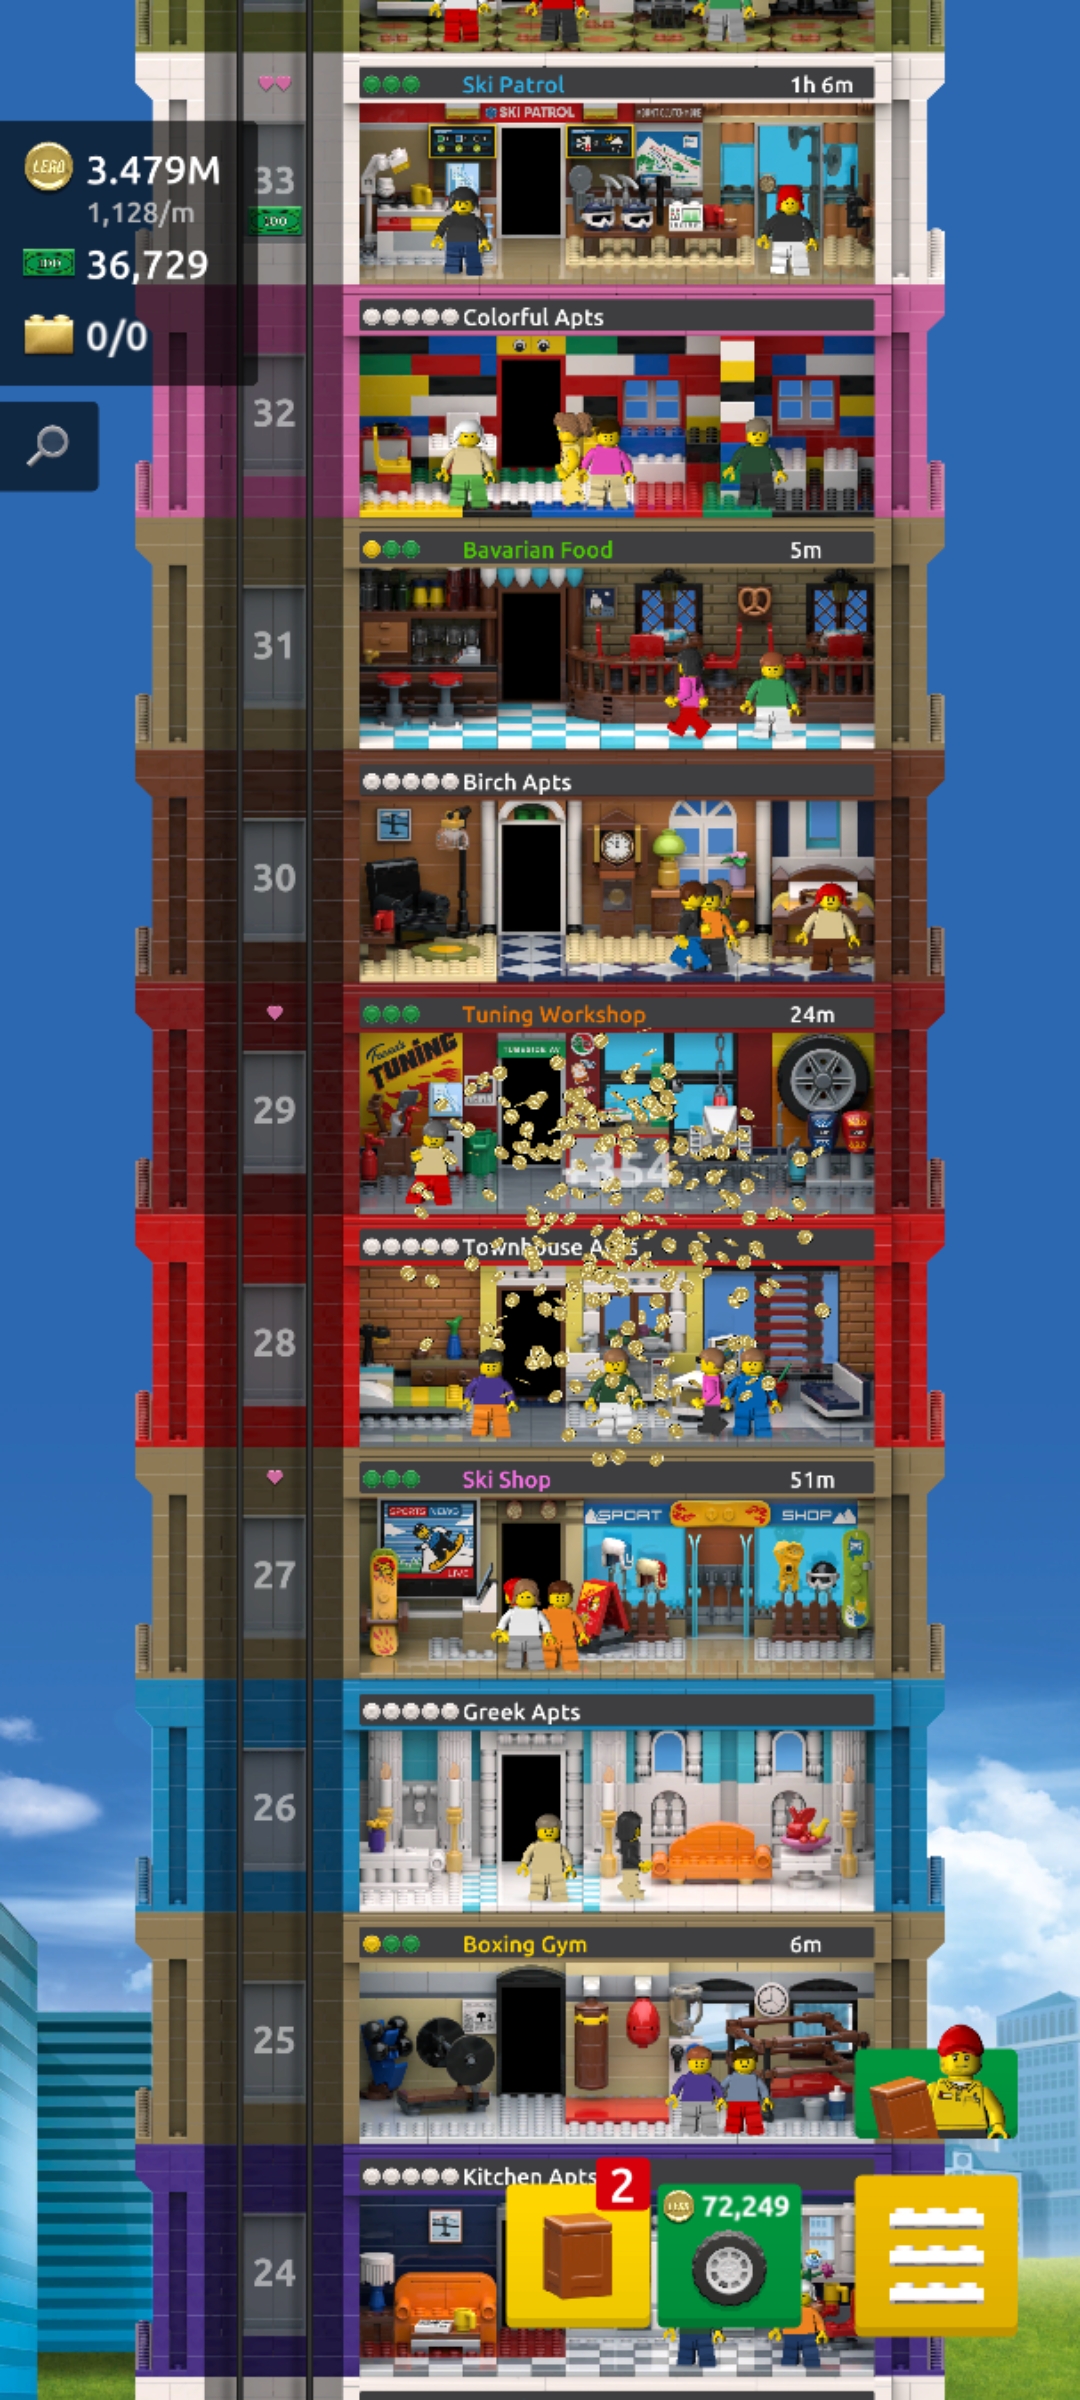 Ski Patrol 1h 6m
SKI PATROL
33
3.479M
1,128/m
36,729
0/0
Colorful Apts
32
Bavarian Food 5m
31
Birch Apts
30
Tuning Workshop 24m
TUNING
29
+354
Townhouse Apts
28
Ski Shop 51m
SPORTS NEWS
LIVE
SPORT SHOP
27
Greek Apts
26
Boxing Gym 6m
25
Kitchen Apts
2
72,249
24